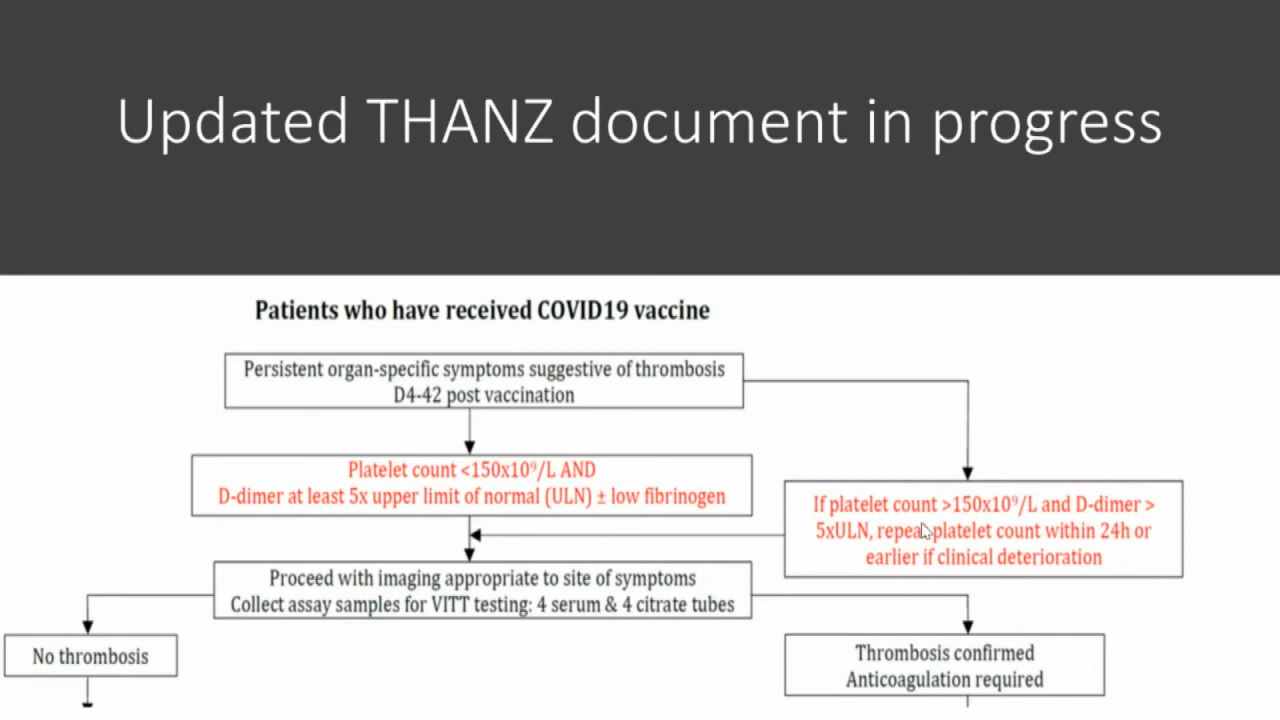 Updated THANZ document in progress
Patients who have received COVID19 vaccine
Persistent organ-specific symptoms suggestive of thrombosis
D4-42 post vaccination
Platelet count <150x10⁹/L AND
D-dimer at least 5x upper limit of normal (ULN) ± low fibrinogen
If platelet count >150x10⁹/L and D-dimer >
5xULN, repeat platelet count within 24h or
earlier if clinical deterioration
Proceed with imaging appropriate to site of symptoms
Collect assay samples for VITT testing: 4 serum & 4 citrate tubes
No thrombosis
Thrombosis confirmed
Anticoagulation required